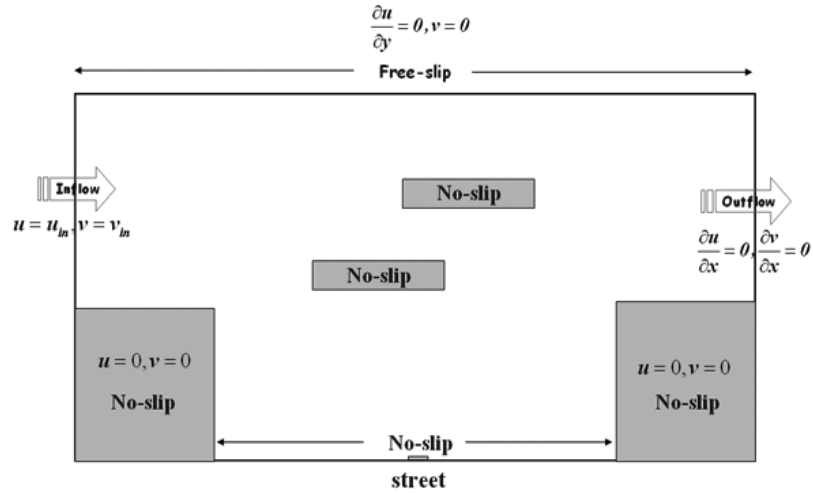 ∂u/∂y = 0, v = 0
Free-slip
Inflow
u = u_in, v = v_in
No-slip
Outflow
∂u/∂x = 0, ∂v/∂x = 0
No-slip
u = 0, v = 0
No-slip
u = 0, v = 0
No-slip
No-slip
street